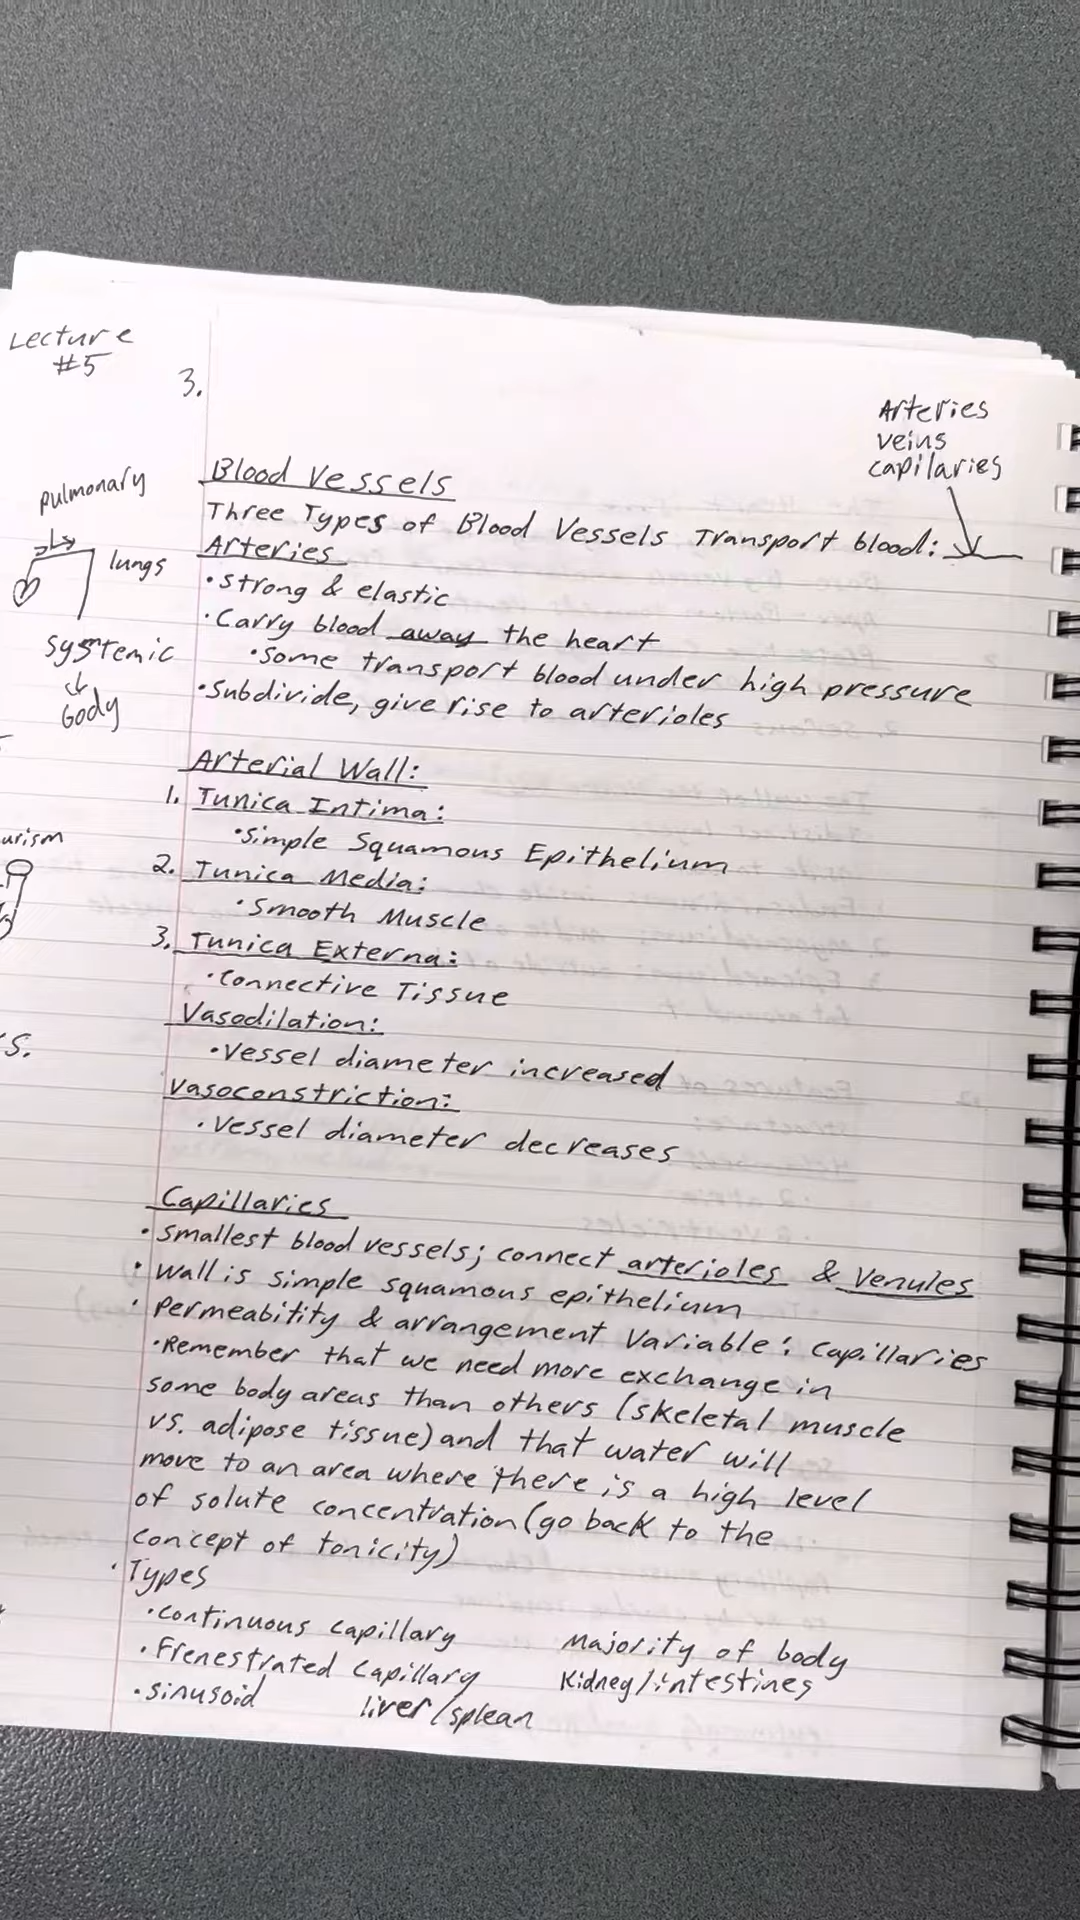 Lecture
#5
3.
Arteries
veins
capilaries
pulmonary
lungs
systemic
body
Blood Vessels
Three Types of Blood Vessels Transport blood:
Arteries
•strong & elastic
•Carry blood away the heart
•some transport blood under high pressure
•Subdivide, give rise to arterioles
Arterial Wall:
1. Tunica Intima:
•Simple Squamous Epithelium
2. Tunica Media:
•Smooth Muscle
3. Tunica Externa:
•Connective Tissue
Vasodilation:
•Vessel diameter increased
Vasoconstriction:
•Vessel diameter decreases
Capillaries
•Smallest blood vessels; connect arterioles & Venules
•Wall is simple squamous epithelium
•Permeabitity & arrangement Variable: Capillaries
•Remember that we need more exchange in
some body areas than others (skeletal muscle
vs. adipose tissue) and that water will
move to an area where there is a high level
of solute concentration (go back to the
concept of tonicity)
•Types
•Continuous Capillary Majority of body
•Frenestrated Capillary Kidney/intestines
•sinusoid liver/splean